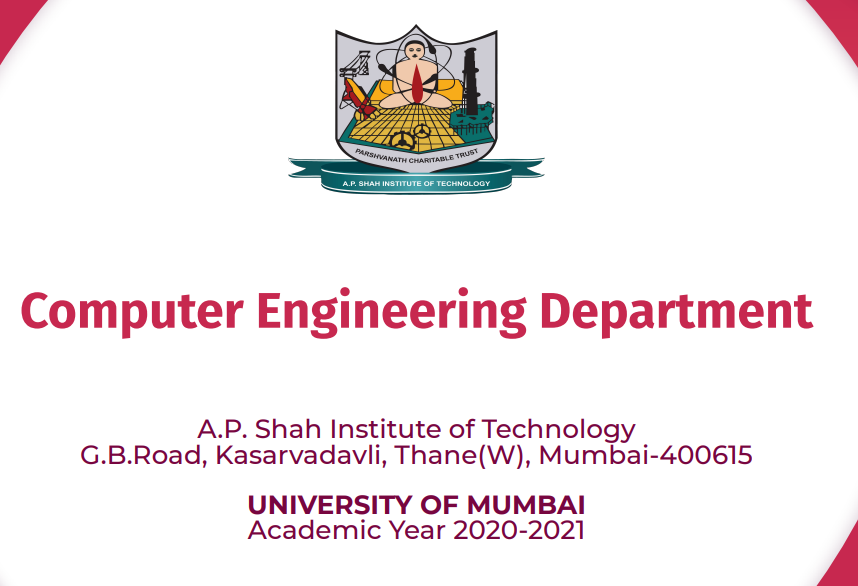 PARSHVANATH CHARITABLE TRUST
A.P. SHAH INSTITUTE OF TECHNOLOGY
Computer Engineering Department
A.P. Shah Institute of Technology
G.B.Road, Kasarvadavli, Thane(W), Mumbai-400615
UNIVERSITY OF MUMBAI
Academic Year 2020-2021